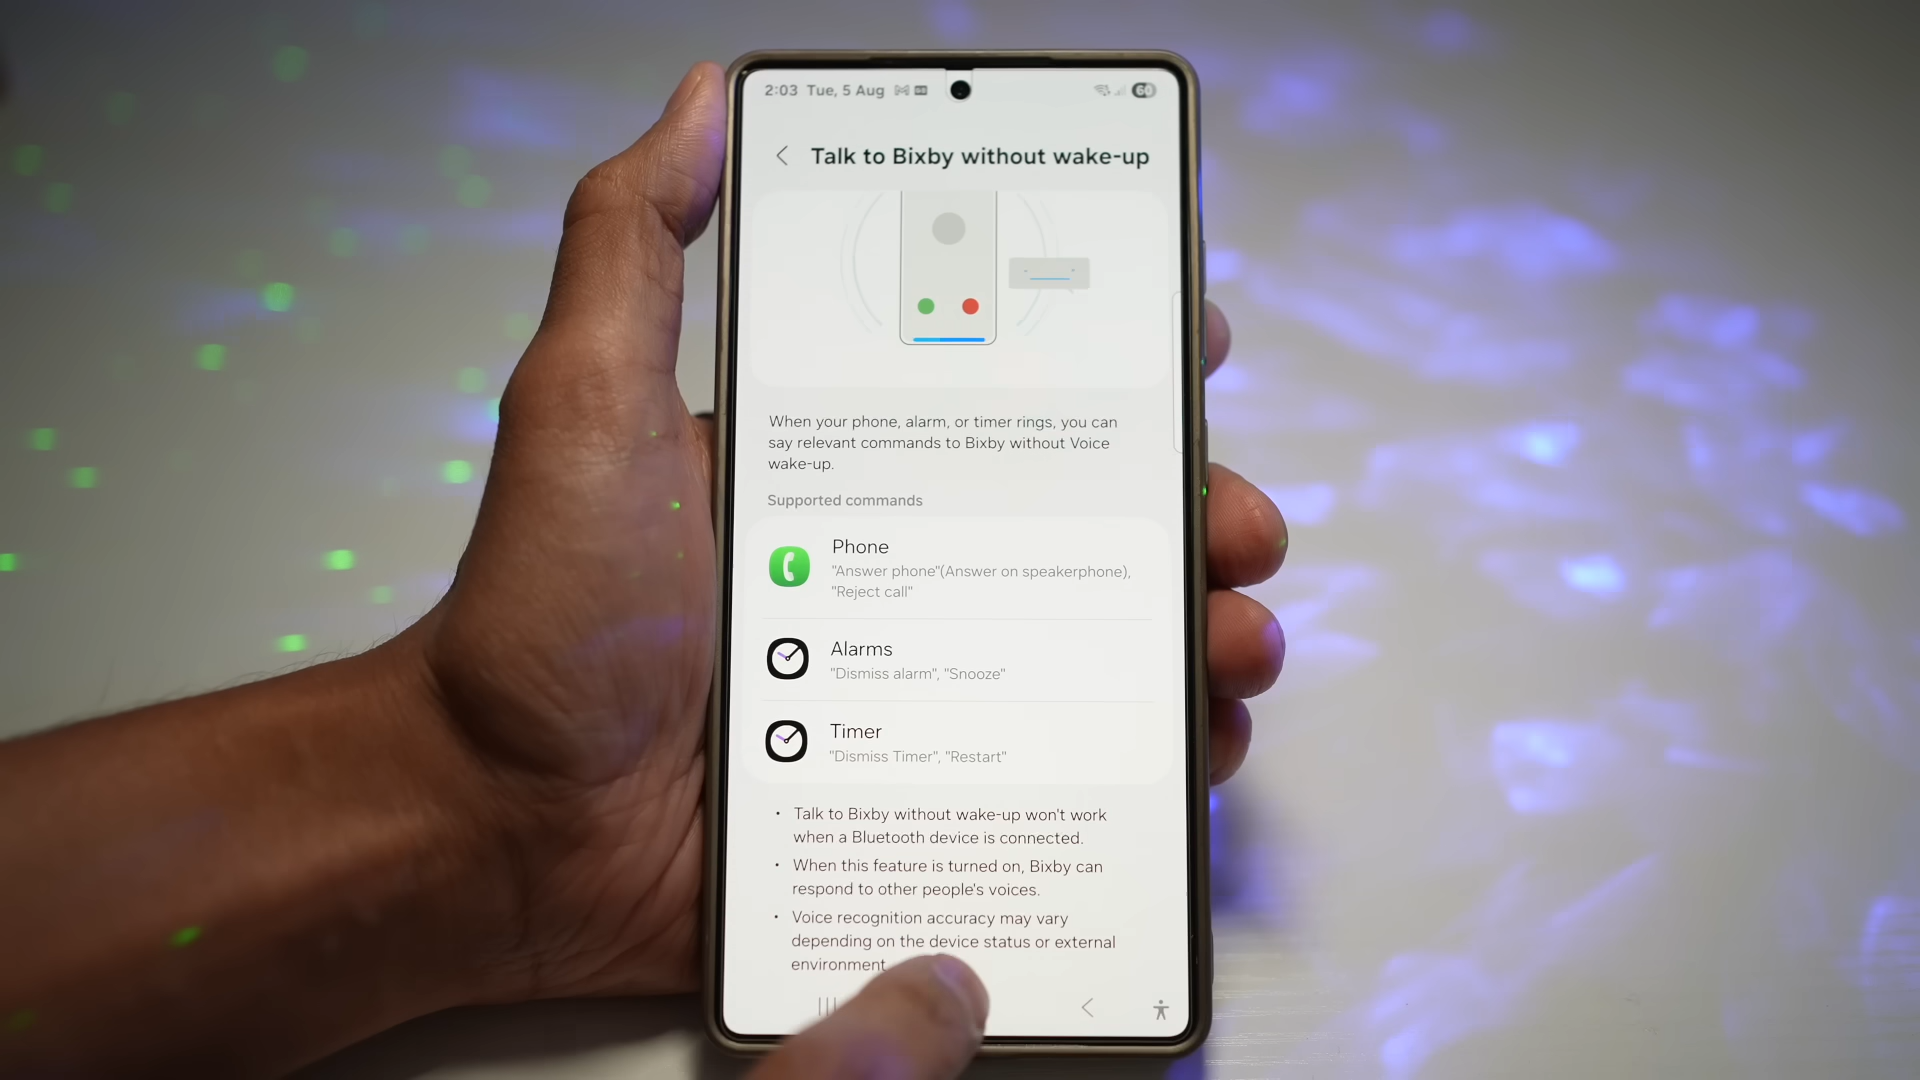 2:03 Tue, 5 Aug 60
Talk to Bixby without wake-up
When your phone, alarm, or timer rings, you can
say relevant commands to Bixby without Voice
wake-up.
Supported commands
Phone
"Answer phone"(Answer on speakerphone),
"Reject call"
Alarms
"Dismiss alarm", "Snooze"
Timer
"Dismiss Timer", "Restart"
• Talk to Bixby without wake-up won't work
when a Bluetooth device is connected.
• When this feature is turned on, Bixby can
respond to other people's voices.
• Voice recognition accuracy may vary
depending on the device status or external
environment.